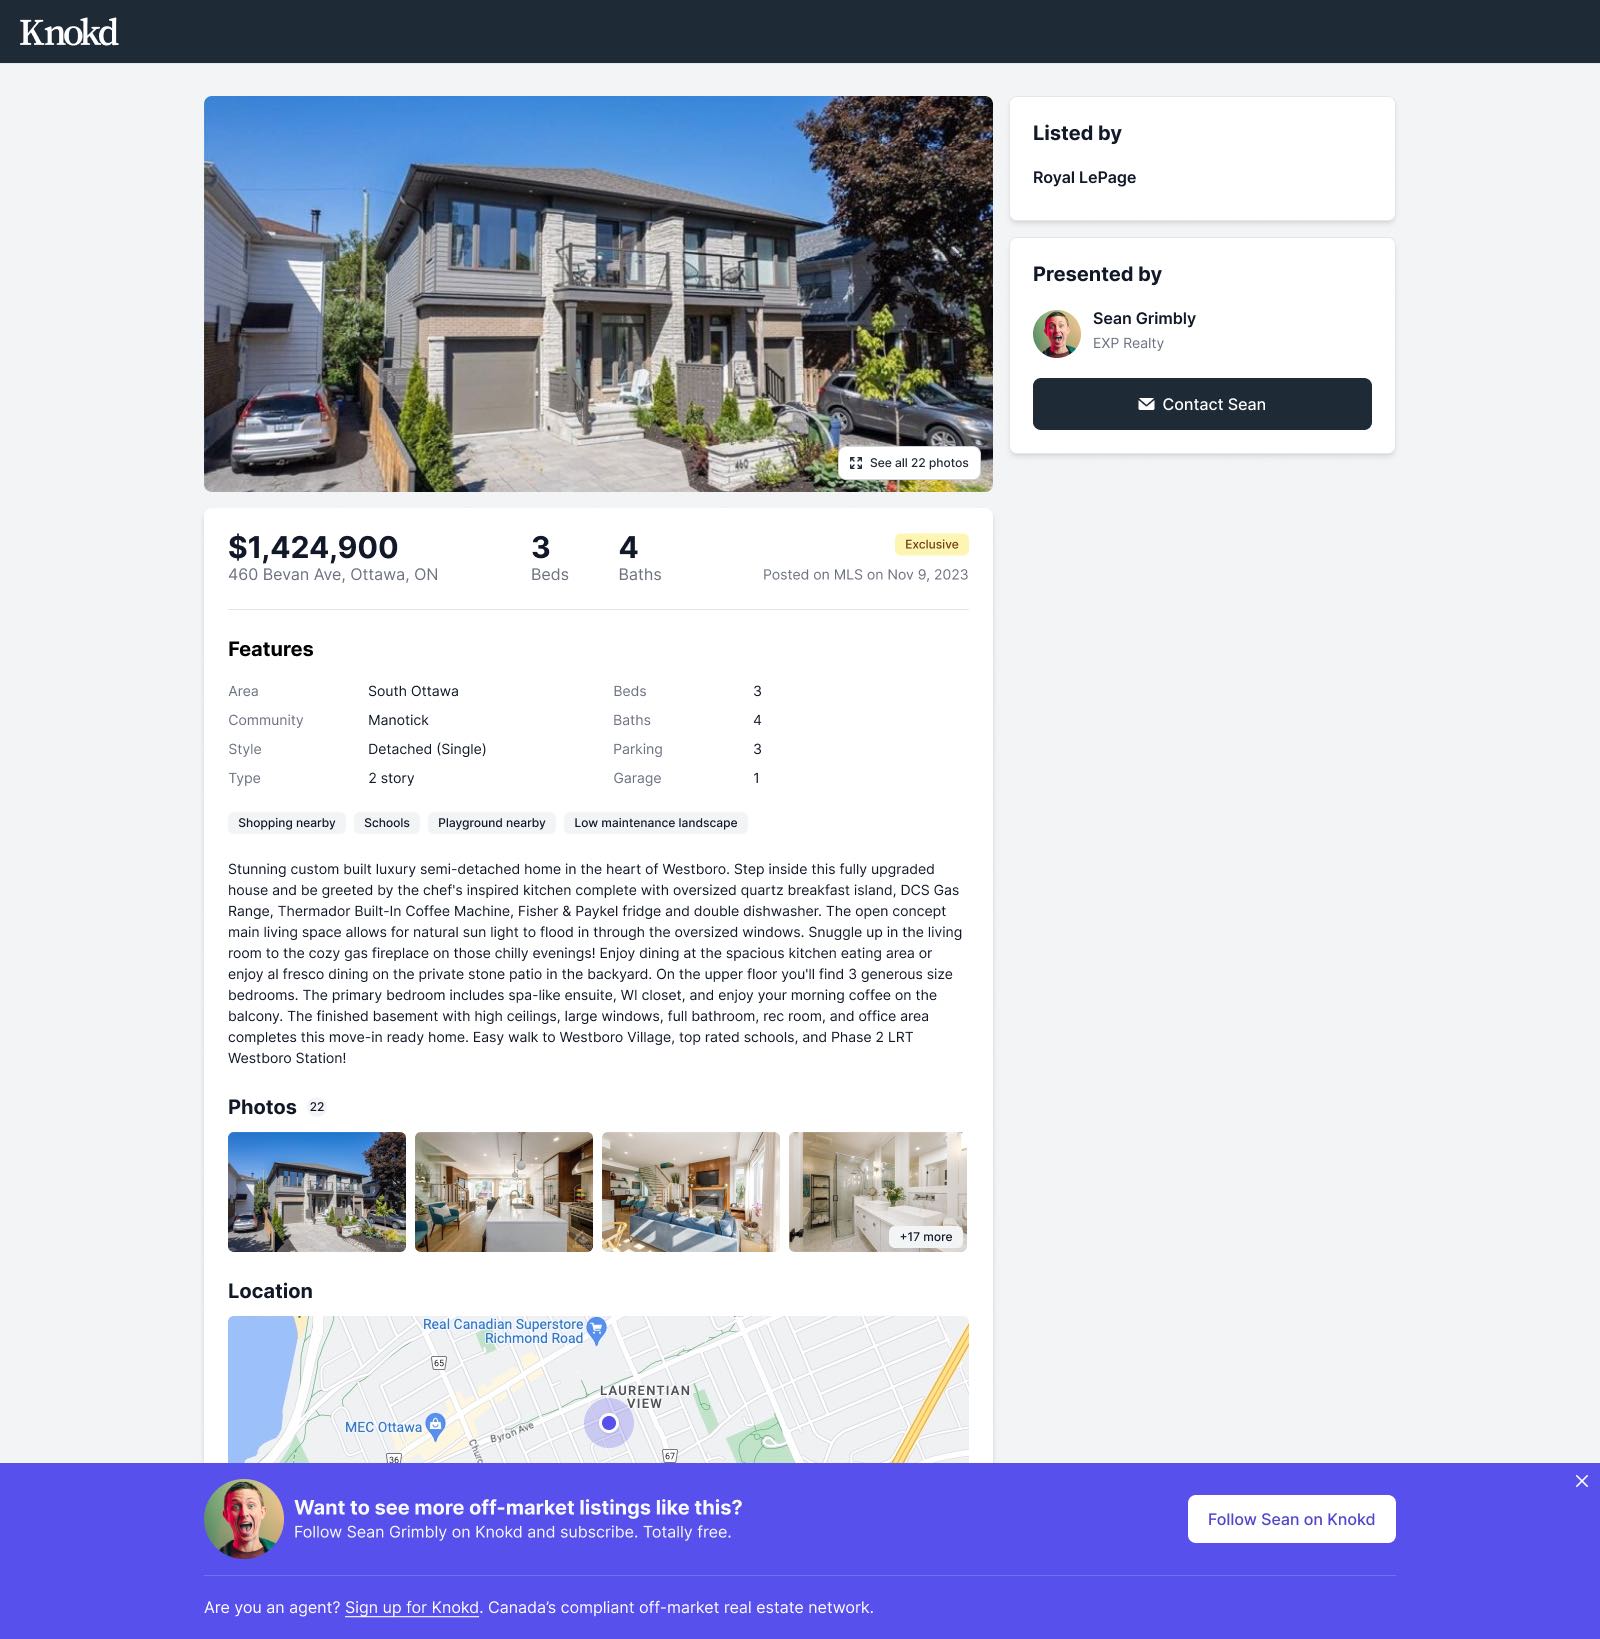 Knokd
460
See all 22 photos
Listed by
Royal LePage
Presented by
Sean Grimbly
EXP Realty
Contact Sean
$1,424,900
460 Bevan Ave, Ottawa, ON
3
Beds
4
Baths
Exclusive
Posted on MLS on Nov 9, 2023
Features
Area South Ottawa Beds 3
Community Manotick Baths 4
Style Detached (Single) Parking 3
Type 2 story Garage 1
Shopping nearby Schools Playground nearby Low maintenance landscape
Stunning custom built luxury semi-detached home in the heart of Westboro. Step inside this fully upgraded
house and be greeted by the chef's inspired kitchen complete with oversized quartz breakfast island, DCS Gas
Range, Thermador Built-In Coffee Machine, Fisher & Paykel fridge and double dishwasher. The open concept
main living space allows for natural sun light to flood in through the oversized windows. Snuggle up in the living
room to the cozy gas fireplace on those chilly evenings! Enjoy dining at the spacious kitchen eating area or
enjoy al fresco dining on the private stone patio in the backyard. On the upper floor you'll find 3 generous size
bedrooms. The primary bedroom includes spa-like ensuite, WI closet, and enjoy your morning coffee on the
balcony. The finished basement with high ceilings, large windows, full bathroom, rec room, and office area
completes this move-in ready home. Easy walk to Westboro Village, top rated schools, and Phase 2 LRT
Westboro Station!
Photos 22
+17 more
Location
Real Canadian Superstore
Richmond Road
65
LAURENTIAN
VIEW
MEC Ottawa
Byron Ave
Church
36
67
Want to see more off-market listings like this?
Follow Sean Grimbly on Knokd and subscribe. Totally free.
Follow Sean on Knokd
Are you an agent? Sign up for Knokd. Canada’s compliant off-market real estate network.